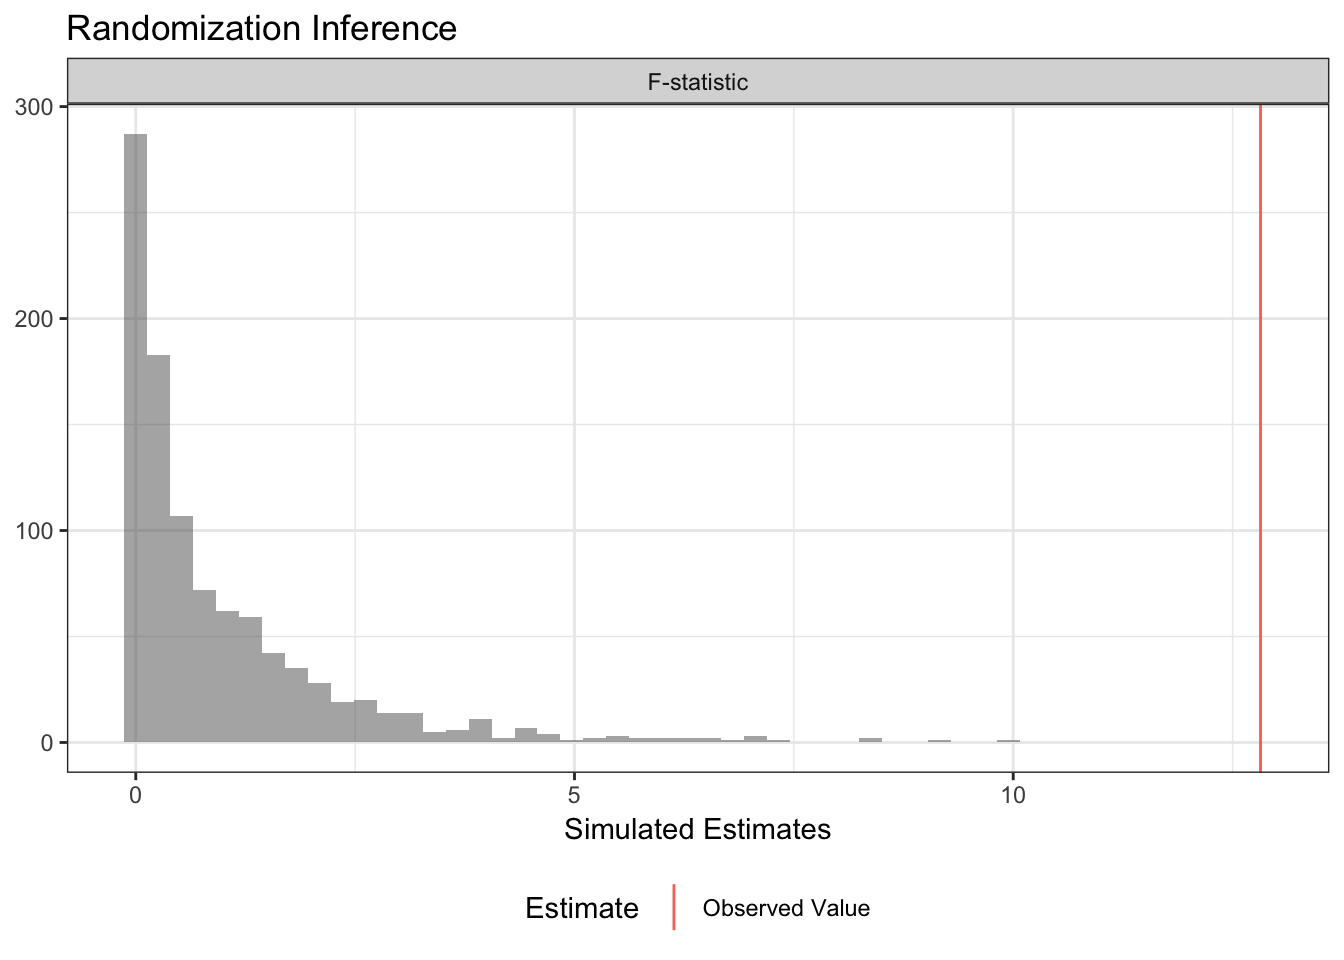 Randomization Inference
F-statistic
300
200
100
0
0 5 10
Simulated Estimates
Estimate Observed Value